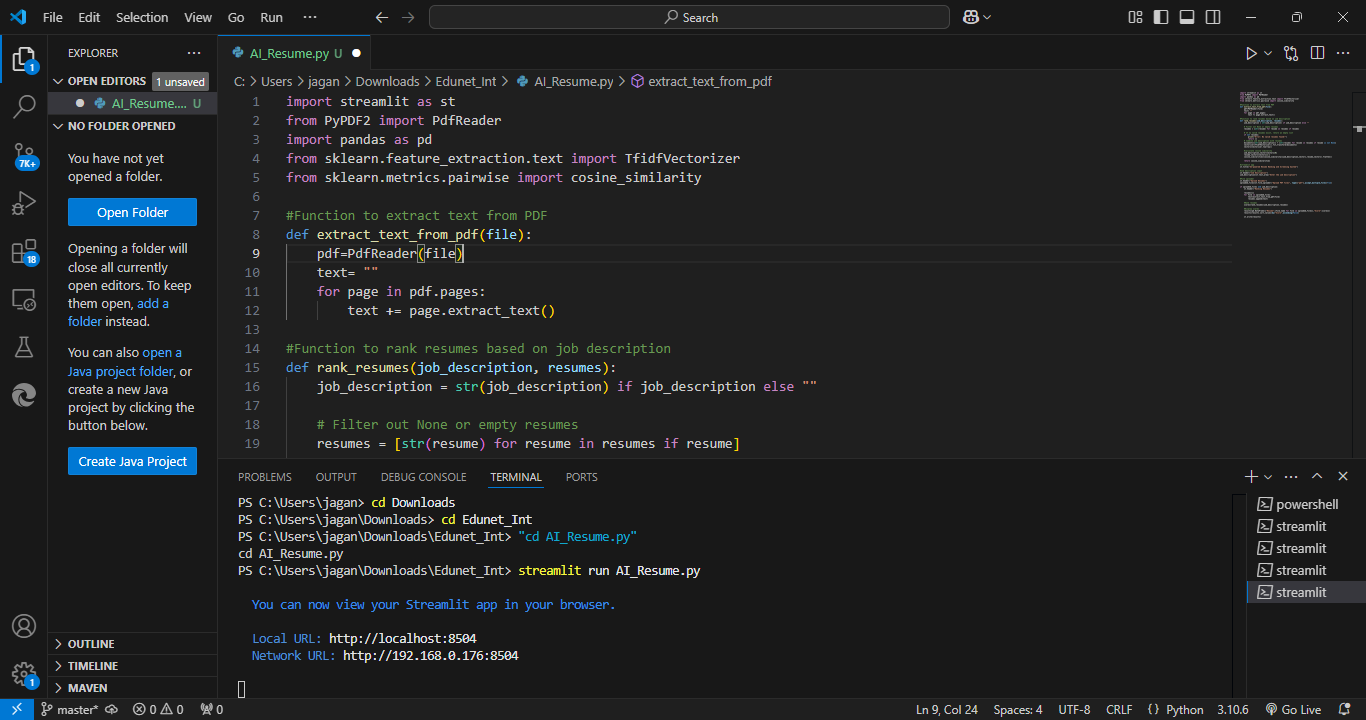 File Edit Selection View Go Run ··· Search
EXPLORER ···
OPEN EDITORS 1 unsaved
AI_Resume.... U
NO FOLDER OPENED
You have not yet
opened a folder.
Open Folder
Opening a folder will
close all currently
open editors. To keep
them open, add a
folder instead.
You can also open a
Java project folder, or
create a new Java
project by clicking the
button below.
Create Java Project
OUTLINE
TIMELINE
MAVEN
1
7K+
18
1
AI_Resume.py U
C: > Users > jagan > Downloads > Edunet_Int > AI_Resume.py > extract_text_from_pdf
1 import streamlit as st
2 from PyPDF2 import PdfReader
3 import pandas as pd
4 from sklearn.feature_extraction.text import TfidfVectorizer
5 from sklearn.metrics.pairwise import cosine_similarity
6
7 #Function to extract text from PDF
8 def extract_text_from_pdf(file):
9 pdf=PdfReader(file)
10 text= ""
11 for page in pdf.pages:
12 text += page.extract_text()
13
14 #Function to rank resumes based on job description
15 def rank_resumes(job_description, resumes):
16 job_description = str(job_description) if job_description else ""
17
18 # Filter out None or empty resumes
19 resumes = [str(resume) for resume in resumes if resume]
PROBLEMS OUTPUT DEBUG CONSOLE TERMINAL PORTS
PS C:\Users\jagan> cd Downloads
PS C:\Users\jagan\Downloads> cd Edunet_Int
PS C:\Users\jagan\Downloads\Edunet_Int> "cd AI_Resume.py"
cd AI_Resume.py
PS C:\Users\jagan\Downloads\Edunet_Int> streamlit run AI_Resume.py
You can now view your Streamlit app in your browser.
Local URL: http://localhost:8504
Network URL: http://192.168.0.176:8504
powershell
streamlit
streamlit
streamlit
streamlit
master* 0 0 0 Ln 9, Col 24 Spaces: 4 UTF-8 CRLF {} Python 3.10.6 Go Live